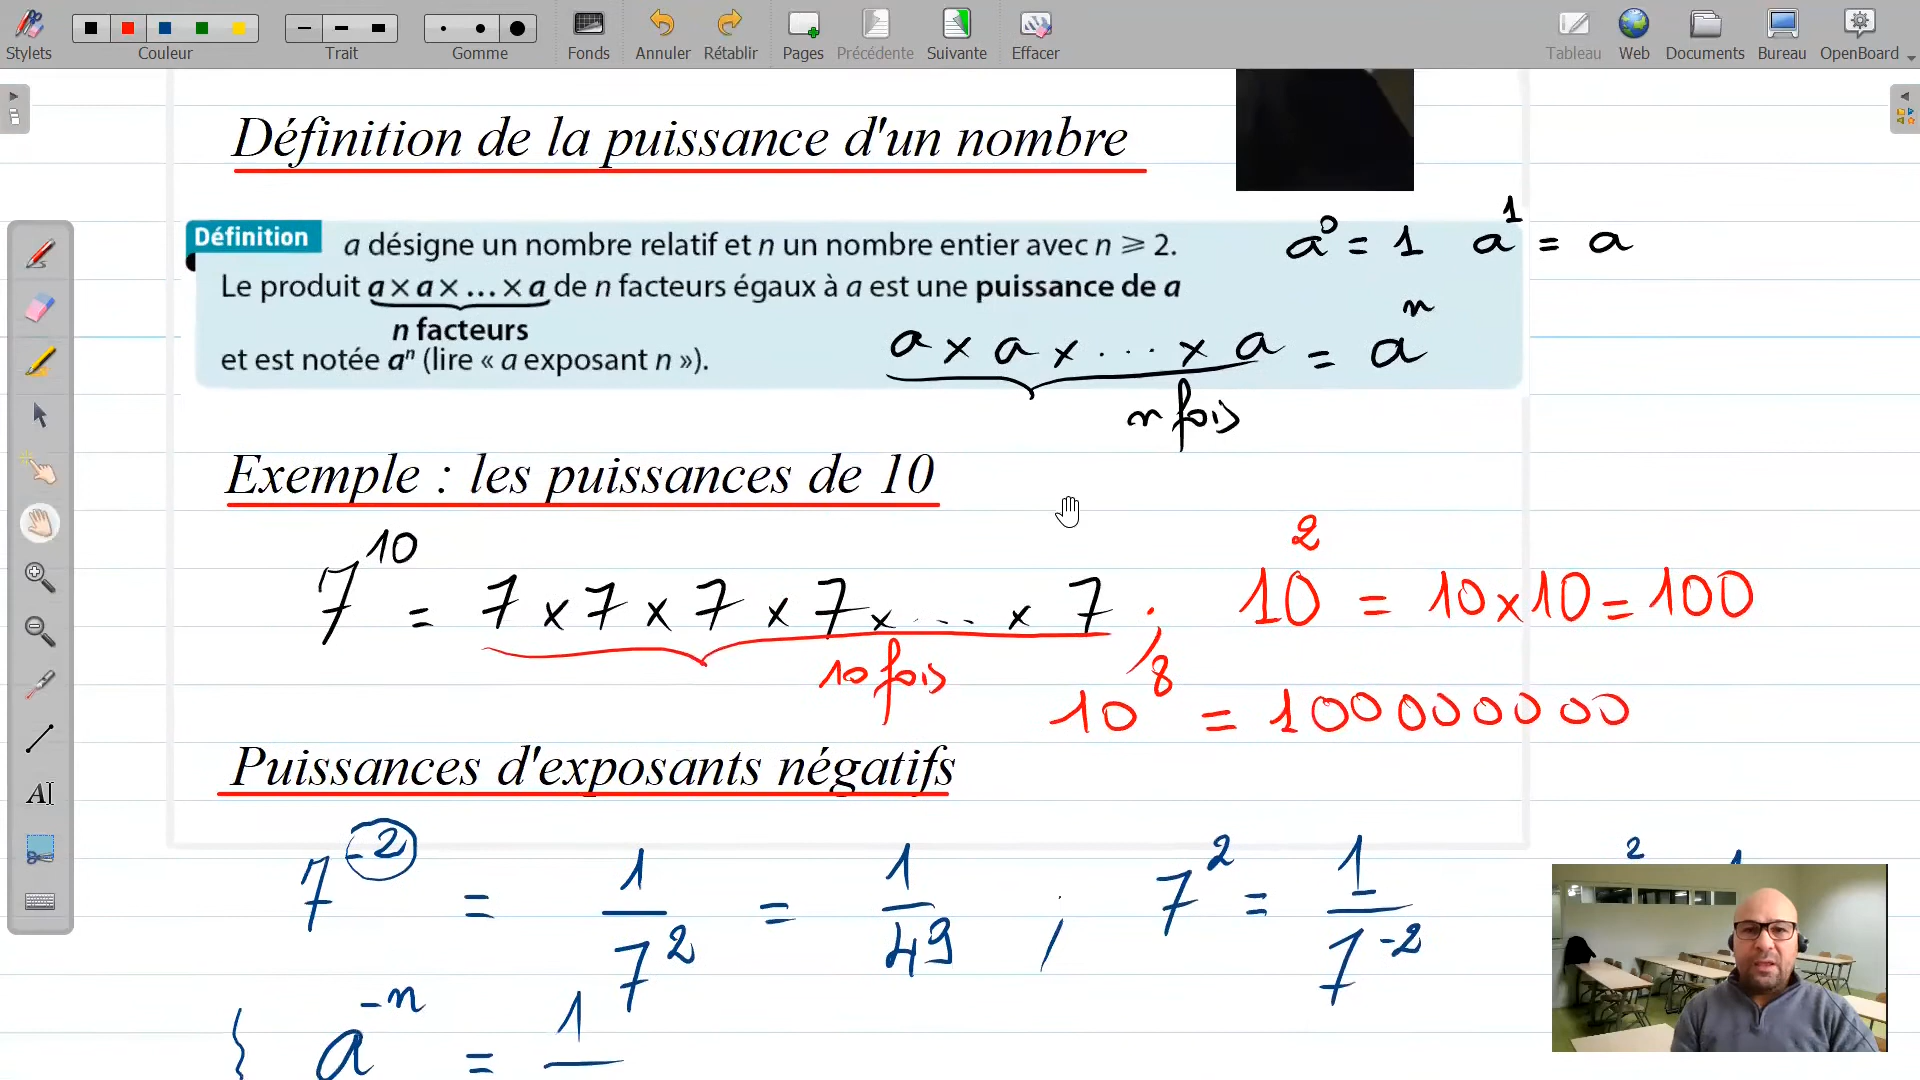 Stylets Couleur Trait Gomme Fonds Annuler Rétablir Pages Précédente Suivante Effacer Tableau Web Documents Bureau OpenBoard
Définition de la puissance d'un nombre
Définition
a désigne un nombre relatif et n un nombre entier avec n ⩾ 2.
a⁰ = 1 a¹ = a
Le produit a × a × ... × a de n facteurs égaux à a est une puissance de a
n facteurs
et est notée aⁿ (lire « a exposant n »).
a × a × ... × a = aⁿ
n fois
Exemple : les puissances de 10
7¹⁰ = 7 × 7 × 7 × 7 × ... × 7 ; 10² = 10 × 10 = 100
10 fois
10⁸ = 100000000
Puissances d'exposants négatifs
7⁻² = 1/7² = 1/49 ; 7² = 1/7⁻²
2 1
a⁻ⁿ = 1
AI